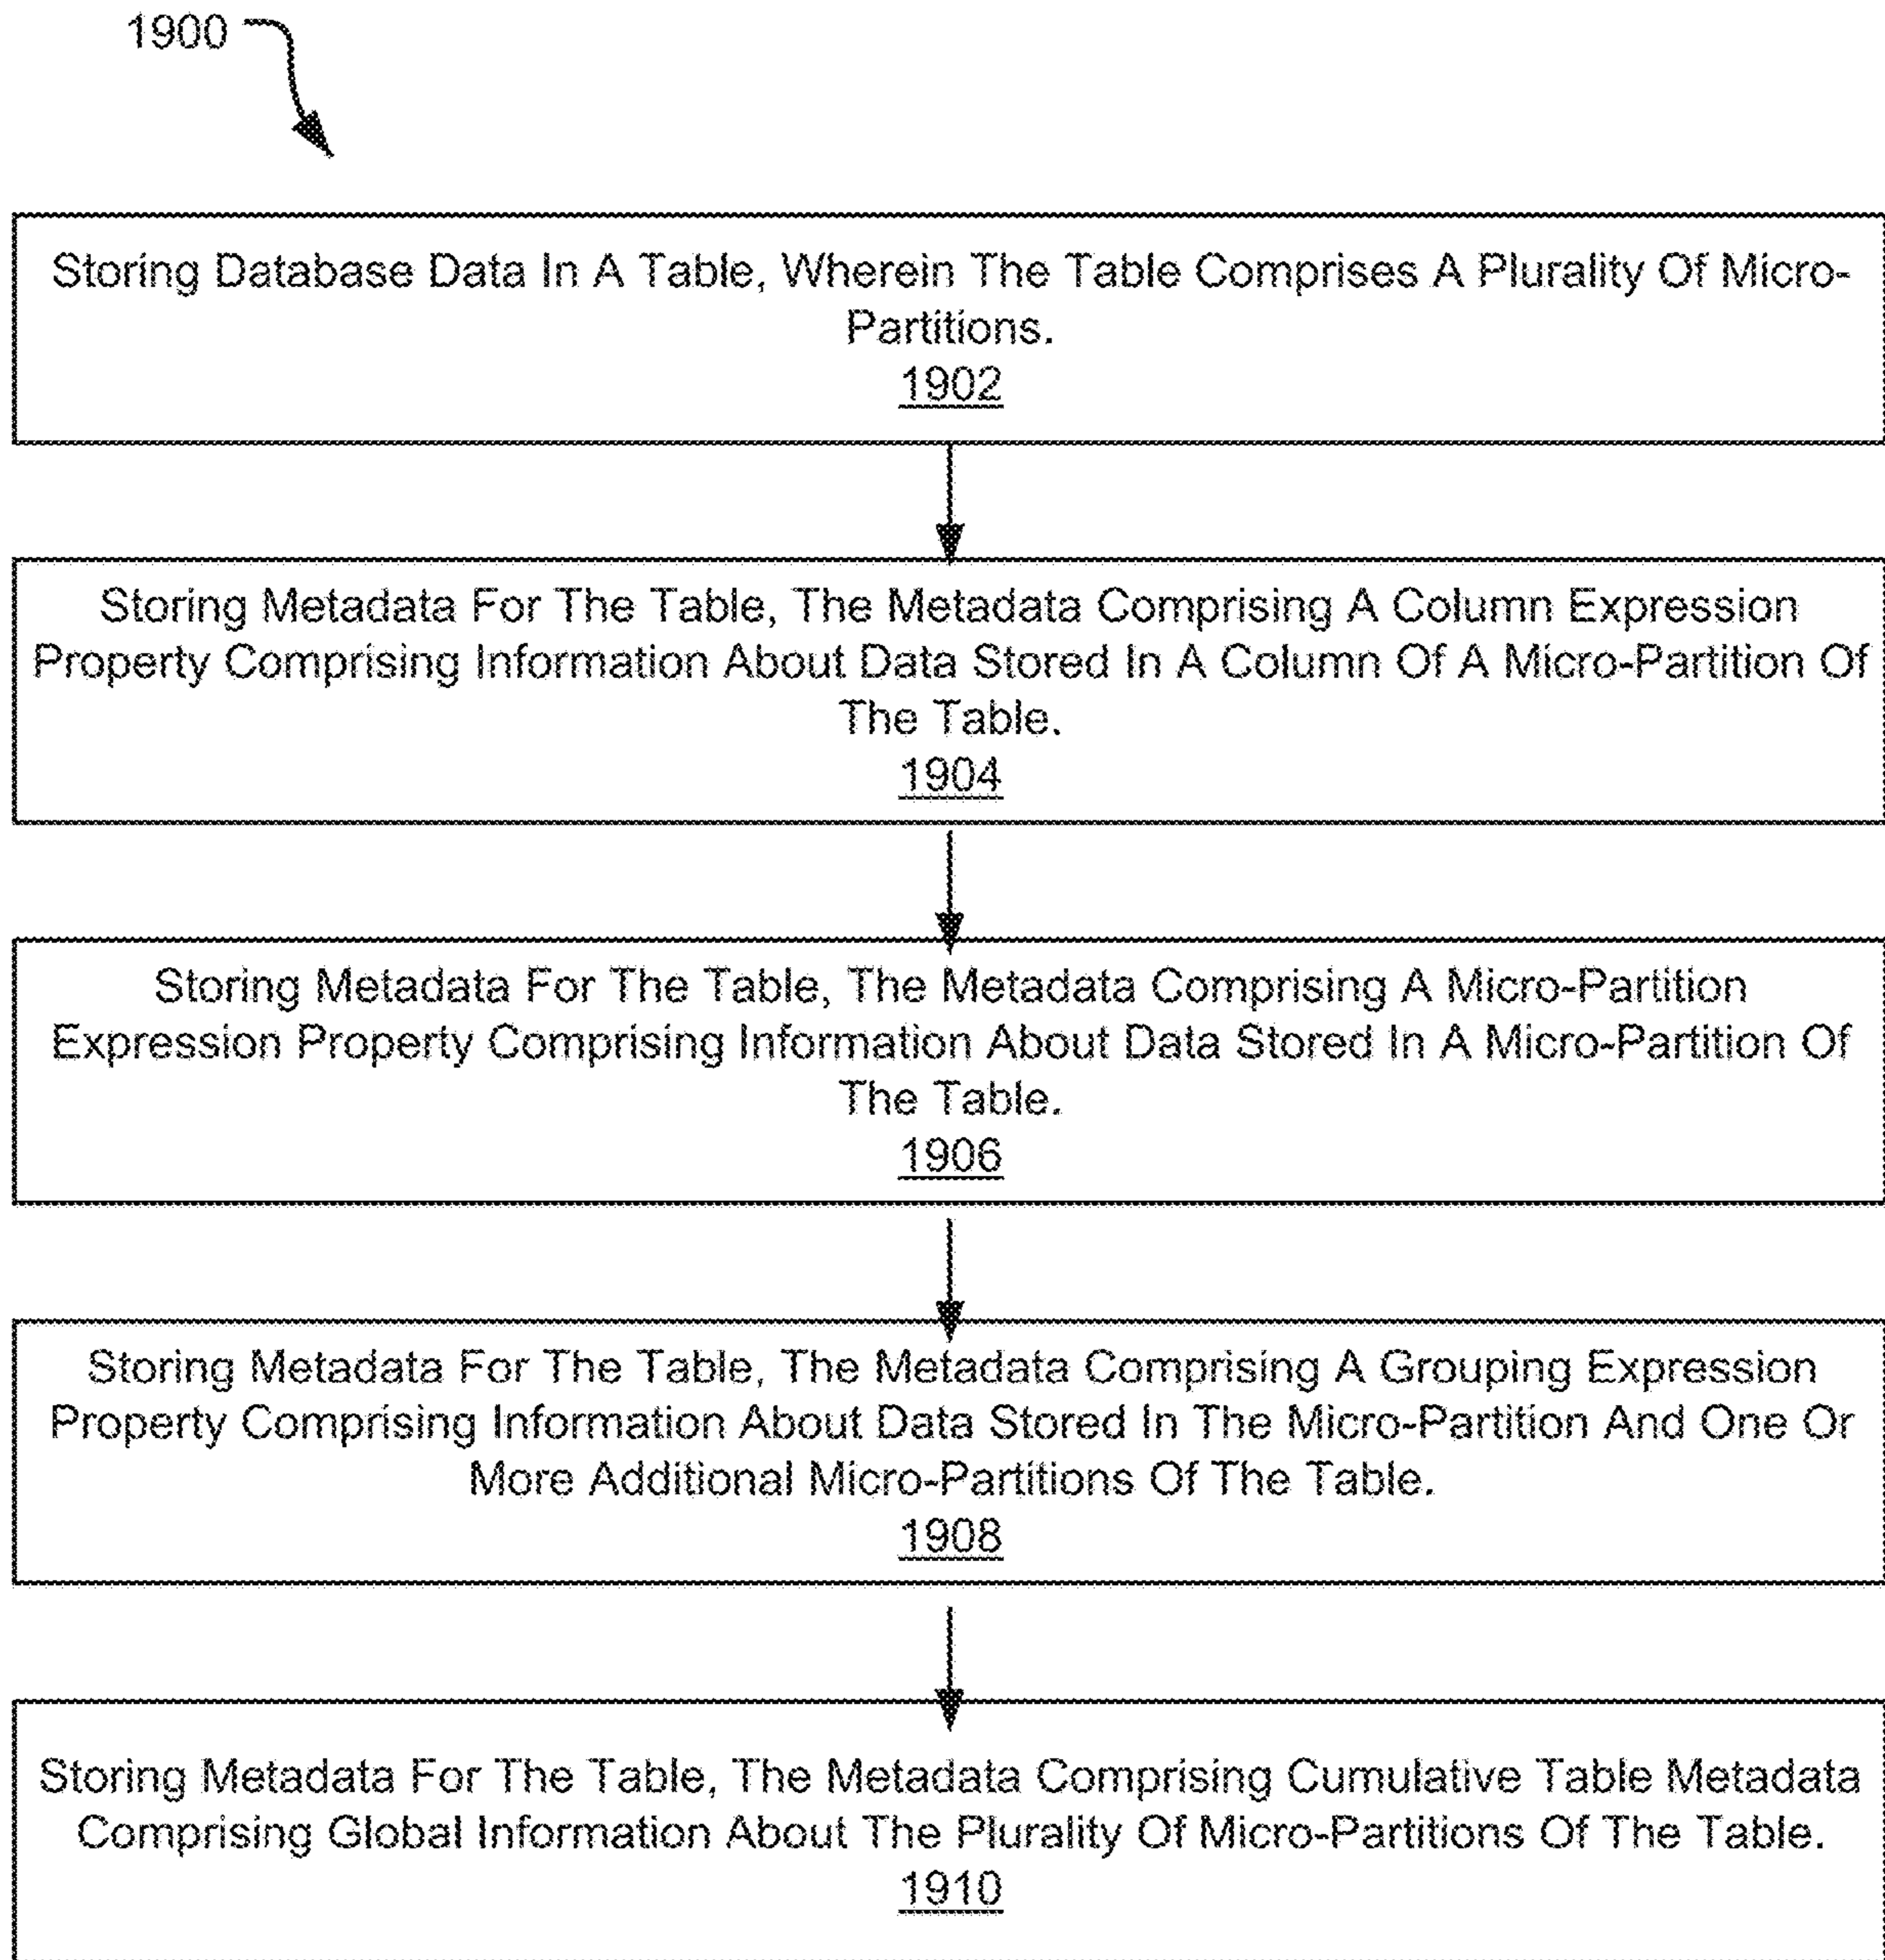 1900
Storing Database Data In A Table, Wherein The Table Comprises A Plurality Of Micro-
Partitions.
1902
Storing Metadata For The Table, The Metadata Comprising A Column Expression
Property Comprising Information About Data Stored In A Column Of A Micro-Partition Of
The Table.
1904
Storing Metadata For The Table, The Metadata Comprising A Micro-Partition
Expression Property Comprising Information About Data Stored In A Micro-Partition Of
The Table.
1906
Storing Metadata For The Table, The Metadata Comprising A Grouping Expression
Property Comprising Information About Data Stored In The Micro-Partition And One Or
More Additional Micro-Partitions Of The Table.
1908
Storing Metadata For The Table, The Metadata Comprising Cumulative Table Metadata
Comprising Global Information About The Plurality Of Micro-Partitions Of The Table.
1910